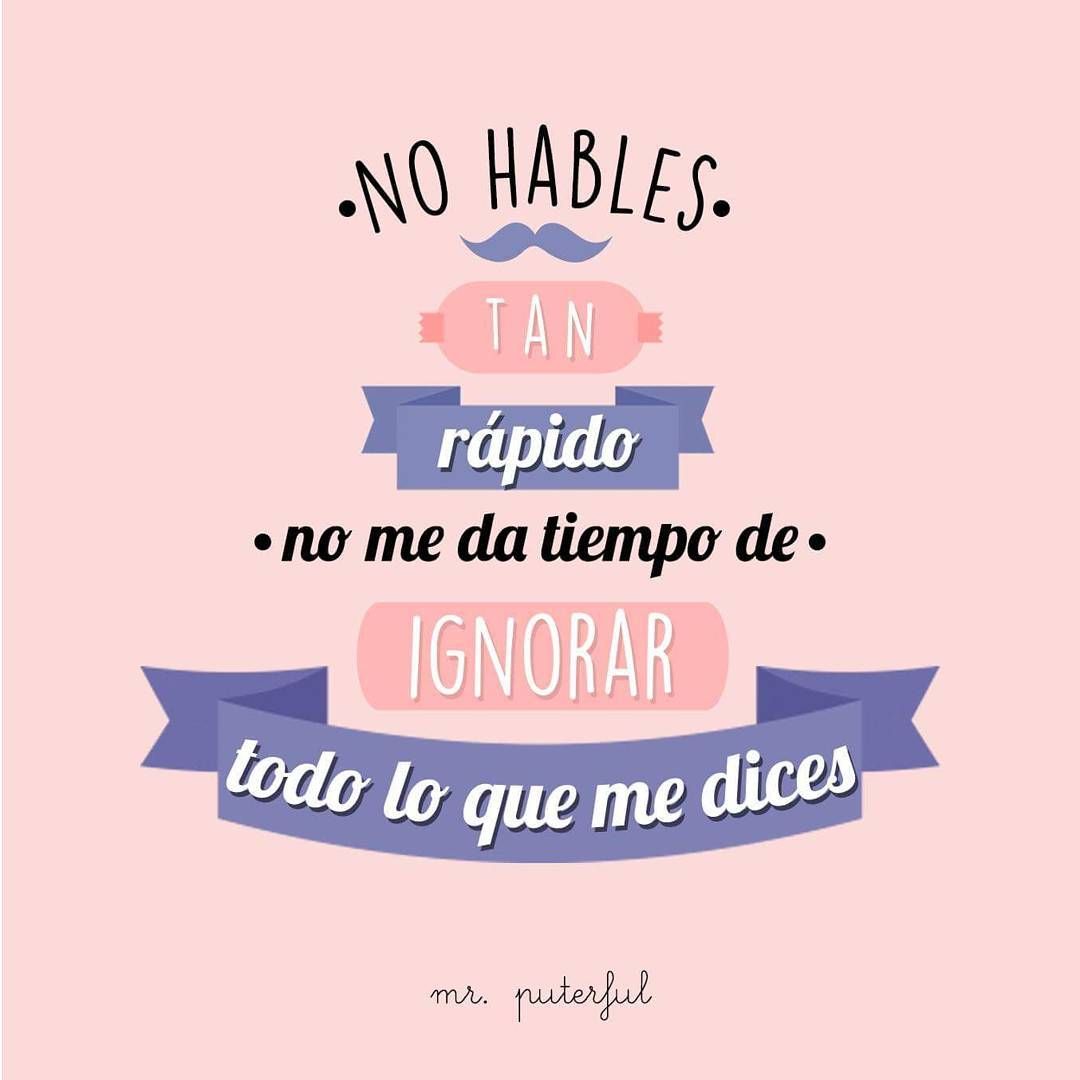 •NO HABLES•
TAN
rápido
•no me da tiempo de•
IGNORAR
todo lo que me dices
mr. puterful